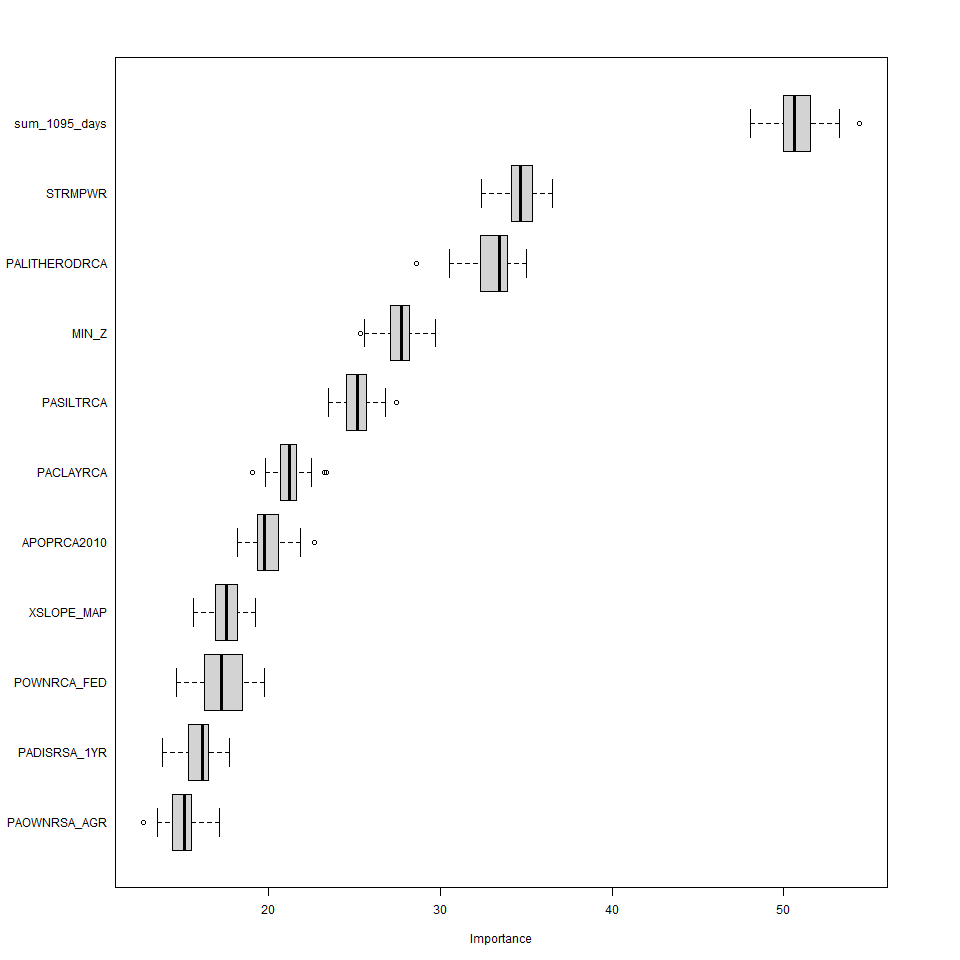 sum_1095_days
STRMPWR
PALITHERODRCA
MIN_Z
PASILTRCA
PACLAYRCA
APOPRCA2010
XSLOPE_MAP
POWNRCA_FED
PADISRSA_1YR
PAOWNRSA_AGR
20 30 40 50
Importance